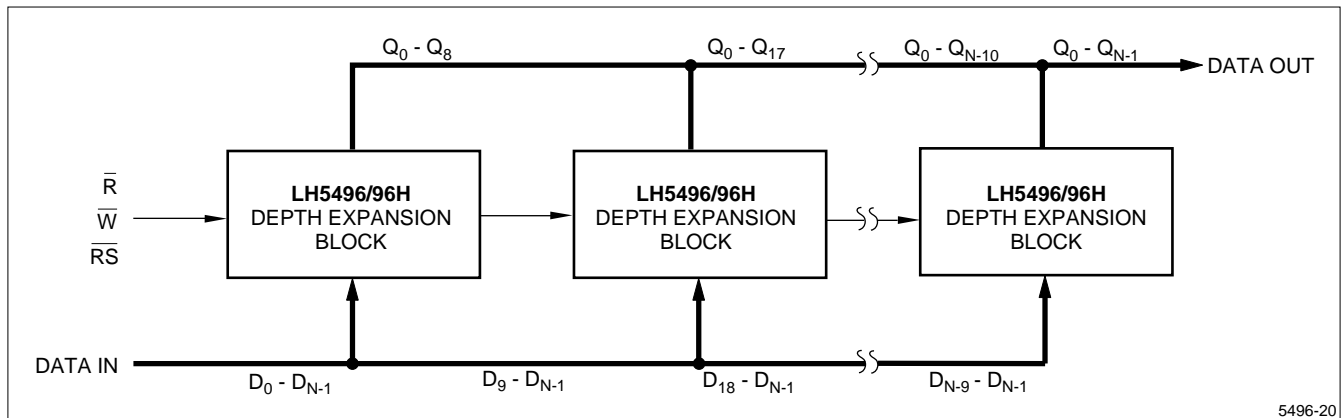 Q0 - Q8
Q0 - Q17
Q0 - QN-10
Q0 - QN-1
DATA OUT
R̅
W̅
R̅S̅
LH5496/96H
DEPTH EXPANSION
BLOCK
LH5496/96H
DEPTH EXPANSION
BLOCK
LH5496/96H
DEPTH EXPANSION
BLOCK
DATA IN
D0 - DN-1
D9 - DN-1
D18 - DN-1
DN-9 - DN-1
5496-20